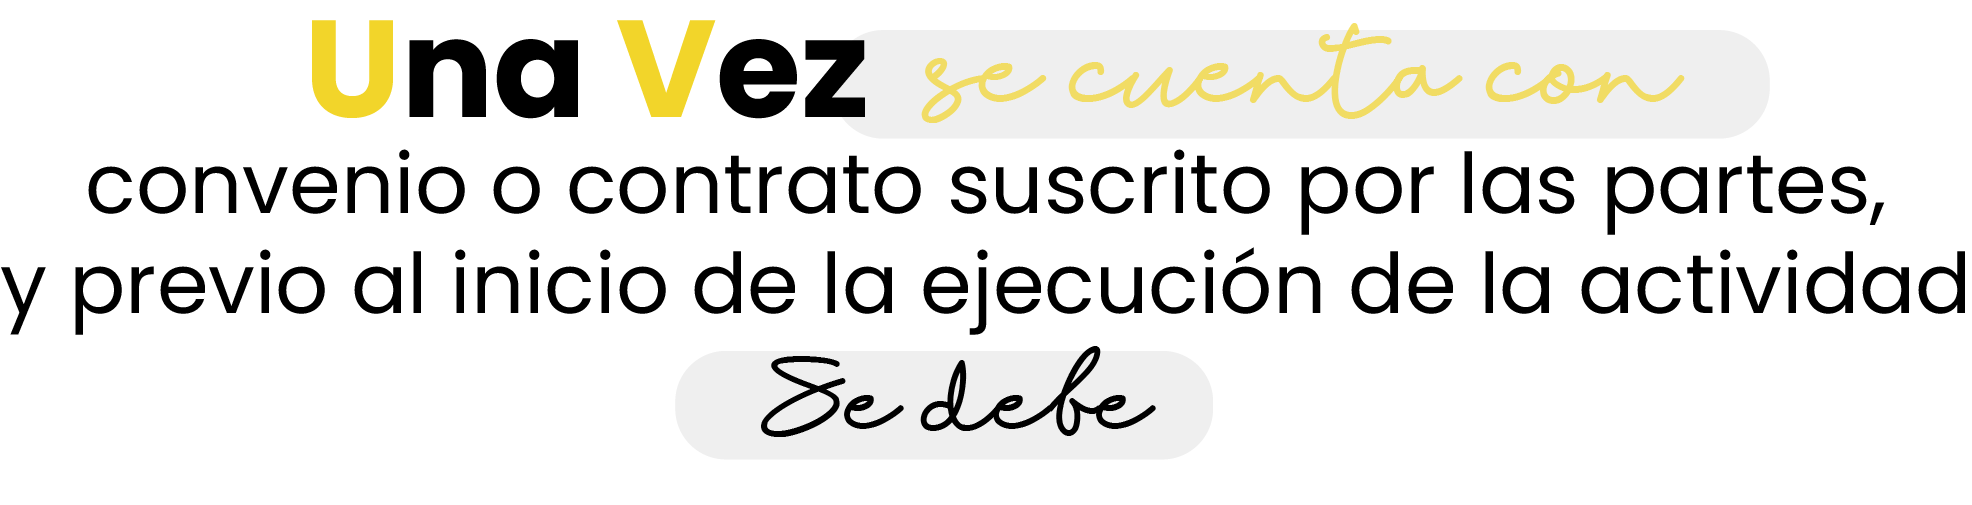 Una Vez se cuenta con
convenio o contrato suscrito por las partes,
y previo al inicio de la ejecución de la actividad
Se debe